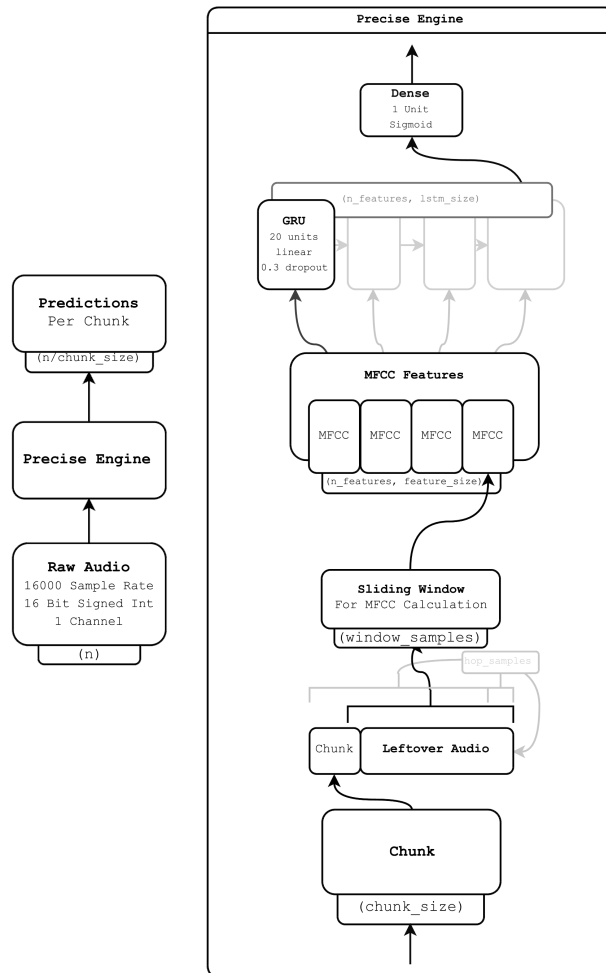 Precise Engine
Dense
1 Unit
Sigmoid
(n_features, lstm_size)
GRU
20 units
linear
0.3 dropout
Predictions
Per Chunk
(n/chunk_size)
MFCC Features
MFCC
MFCC
MFCC
MFCC
(n_features, feature_size)
Precise Engine
Raw Audio
16000 Sample Rate
16 Bit Signed Int
1 Channel
(n)
Sliding Window
For MFCC Calculation
(window_samples)
hop_samples
Chunk
Leftover Audio
Chunk
(chunk_size)